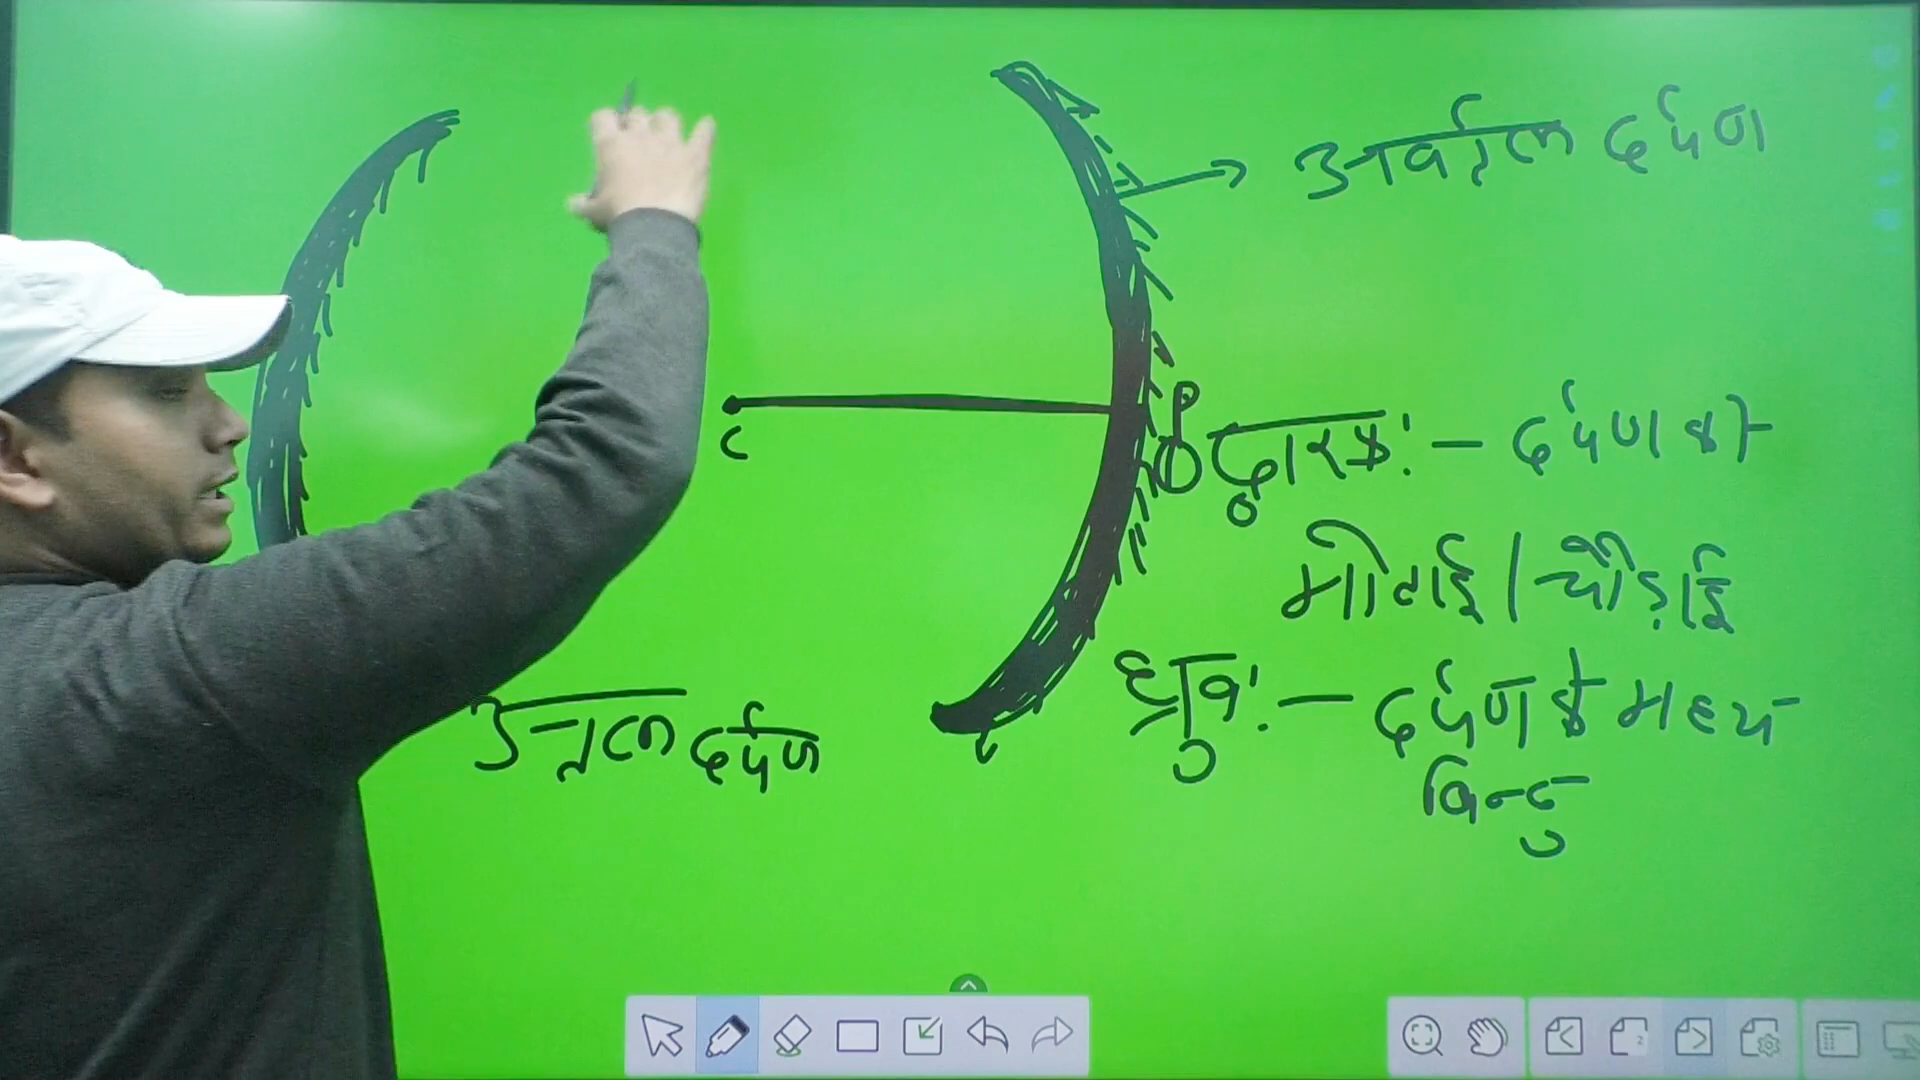 अवतल दर्पण
P
C
द्वारक:- दर्पण की
मोटाई / चौड़ाई
ध्रुव:- दर्पण के मध्य
बिन्दु
उत्तल दर्पण